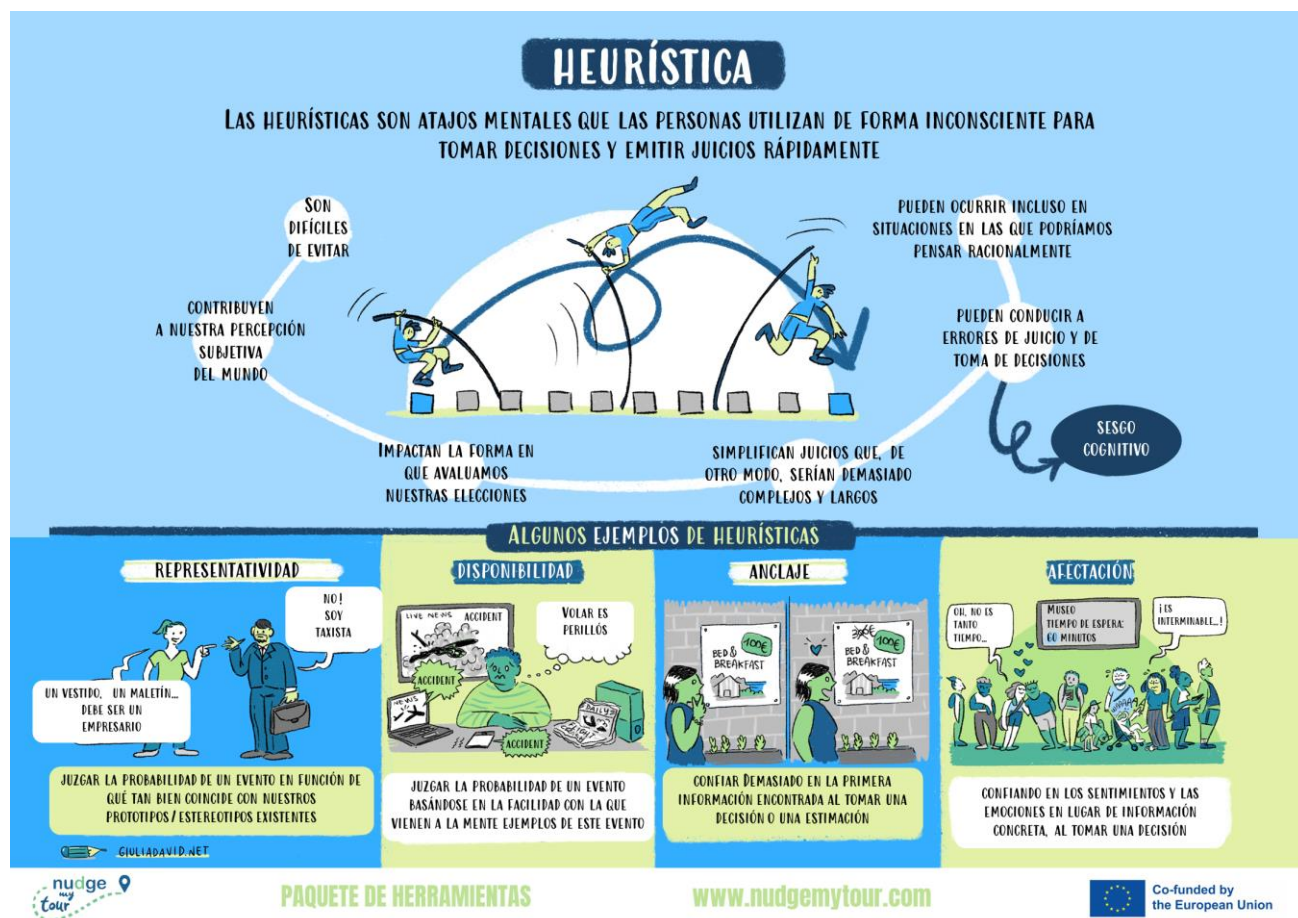 HEURÍSTICA
LAS HEURÍSTICAS SON ATAJOS MENTALES QUE LAS PERSONAS UTILIZAN DE FORMA INCONSCIENTE PARA
TOMAR DECISIONES Y EMITIR JUICIOS RÁPIDAMENTE
SON
DIFÍCILES
DE EVITAR
CONTRIBUYEN
A NUESTRA PERCEPCIÓN
SUBJETIVA
DEL MUNDO
IMPACTAN LA FORMA EN
QUE AVALUAMOS
NUESTRAS ELECCIONES
SIMPLIFICAN JUICIOS QUE, DE
OTRO MODO, SERÍAN DEMASIADO
COMPLEJOS Y LARGOS
PUEDEN CONDUCIR A
ERRORES DE JUICIO Y DE
TOMA DE DECISIONES
PUEDEN OCURRIR INCLUSO EN
SITUACIONES EN LAS QUE PODRÍAMOS
PENSAR RACIONALMENTE
SESGO
COGNITIVO
ALGUNOS EJEMPLOS DE HEURÍSTICAS
REPRESENTATIVIDAD
NO!
SOY
TAXISTA
UN VESTIDO, UN MALETÍN...
DEBE SER UN
EMPRESARIO
JUZGAR LA PROBABILIDAD DE UN EVENTO EN FUNCIÓN DE
QUÉ TAN BIEN COINCIDE CON NUESTROS
PROTOTIPOS/ESTEREOTIPOS EXISTENTES
GIULIADAVID.NET
DISPONIBILIDAD
LIVE NEWS ACCIDENT
VOLAR ES
PERILLÓS
ACCIDENT
NEWS
DAILY
ACCIDENT
JUZGAR LA PROBABILIDAD DE UN EVENTO
BASÁNDOSE EN LA FACILIDAD CON LA QUE
VIENEN A LA MENTE EJEMPLOS DE ESTE EVENTO
ANCLAJE
100€
BED &
BREAKFAST
100€
BED &
BREAKFAST
CONFIAR DEMASIADO EN LA PRIMERA
INFORMACIÓN ENCONTRADA AL TOMAR UNA
DECISIÓN O UNA ESTIMACIÓN
AFECTACIÓN
OH, NO ES
TANTO
TIEMPO...
MUSEO
TIEMPO DE ESPERA:
60 MINUTOS
¡ES
INTERMINABLE...!
CONFIANDO EN LOS SENTIMIENTOS Y LAS
EMOCIONES EN LUGAR DE INFORMACIÓN
CONCRETA, AL TOMAR UNA DECISIÓN
nudge
my
tour
PAQUETE DE HERRAMIENTAS
www.nudgemytour.com
Co-funded by
the European Union